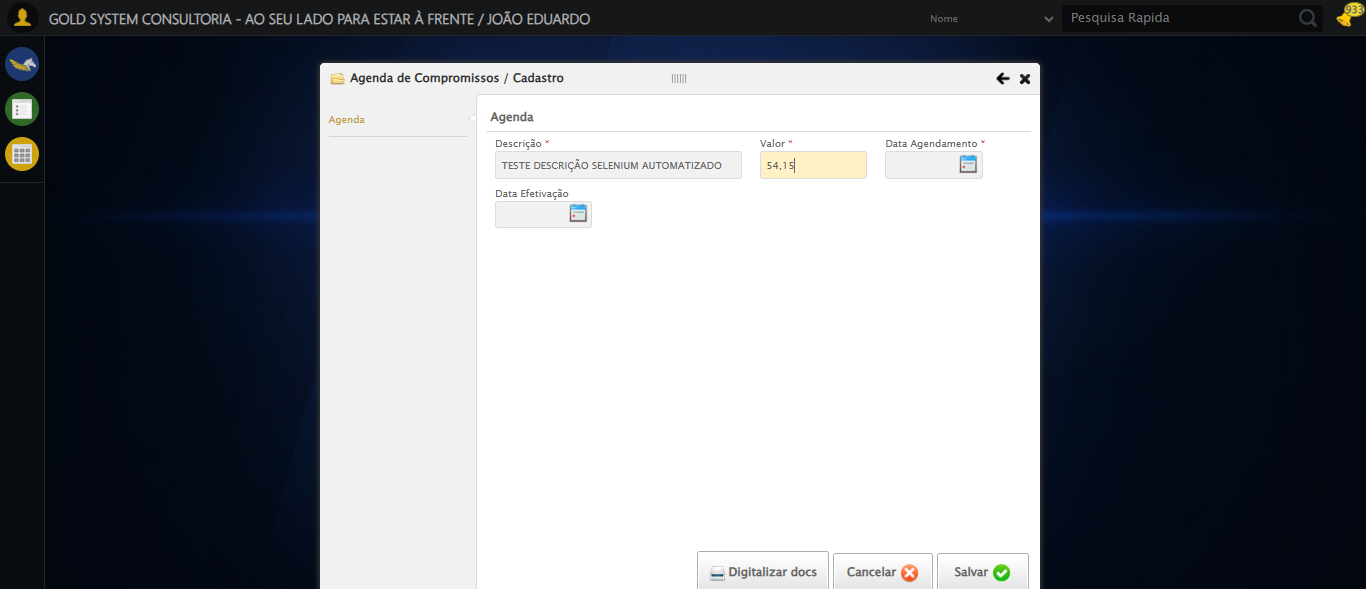 GOLD SYSTEM CONSULTORIA - AO SEU LADO PARA ESTAR À FRENTE / JOÃO EDUARDO
Nome
Pesquisa Rapida
933
Agenda de Compromissos / Cadastro
Agenda
Agenda
Descrição *
Valor *
Data Agendamento *
TESTE DESCRIÇÃO SELENIUM AUTOMATIZADO
54,15
Data Efetivação
Digitalizar docs
Cancelar
Salvar